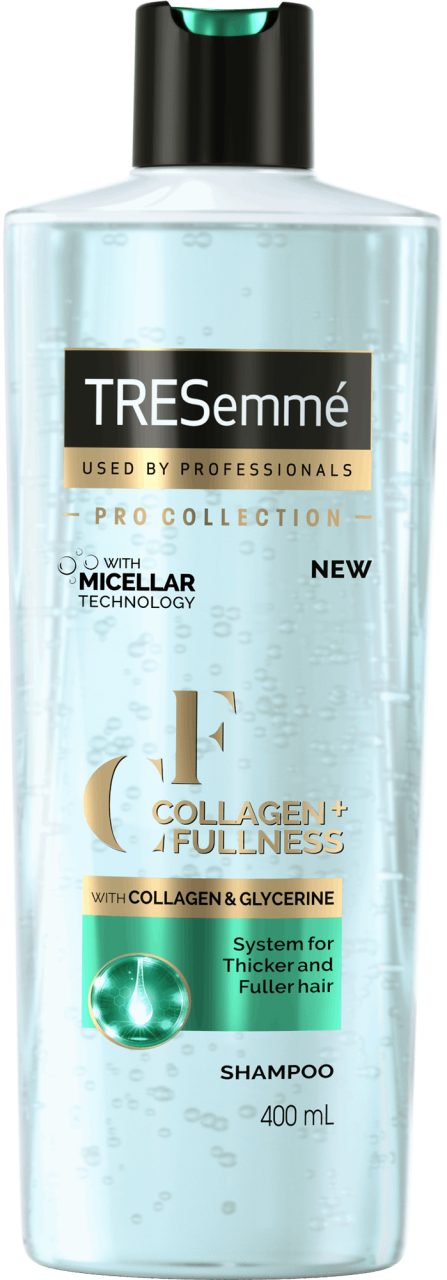 TRESemmé
USED BY PROFESSIONALS
PRO COLLECTION
WITH
MICELLAR
TECHNOLOGY
NEW
CF
COLLAGEN+
FULLNESS
WITH COLLAGEN & GLYCERINE
System for
Thicker and
Fuller hair
SHAMPOO
400 mL